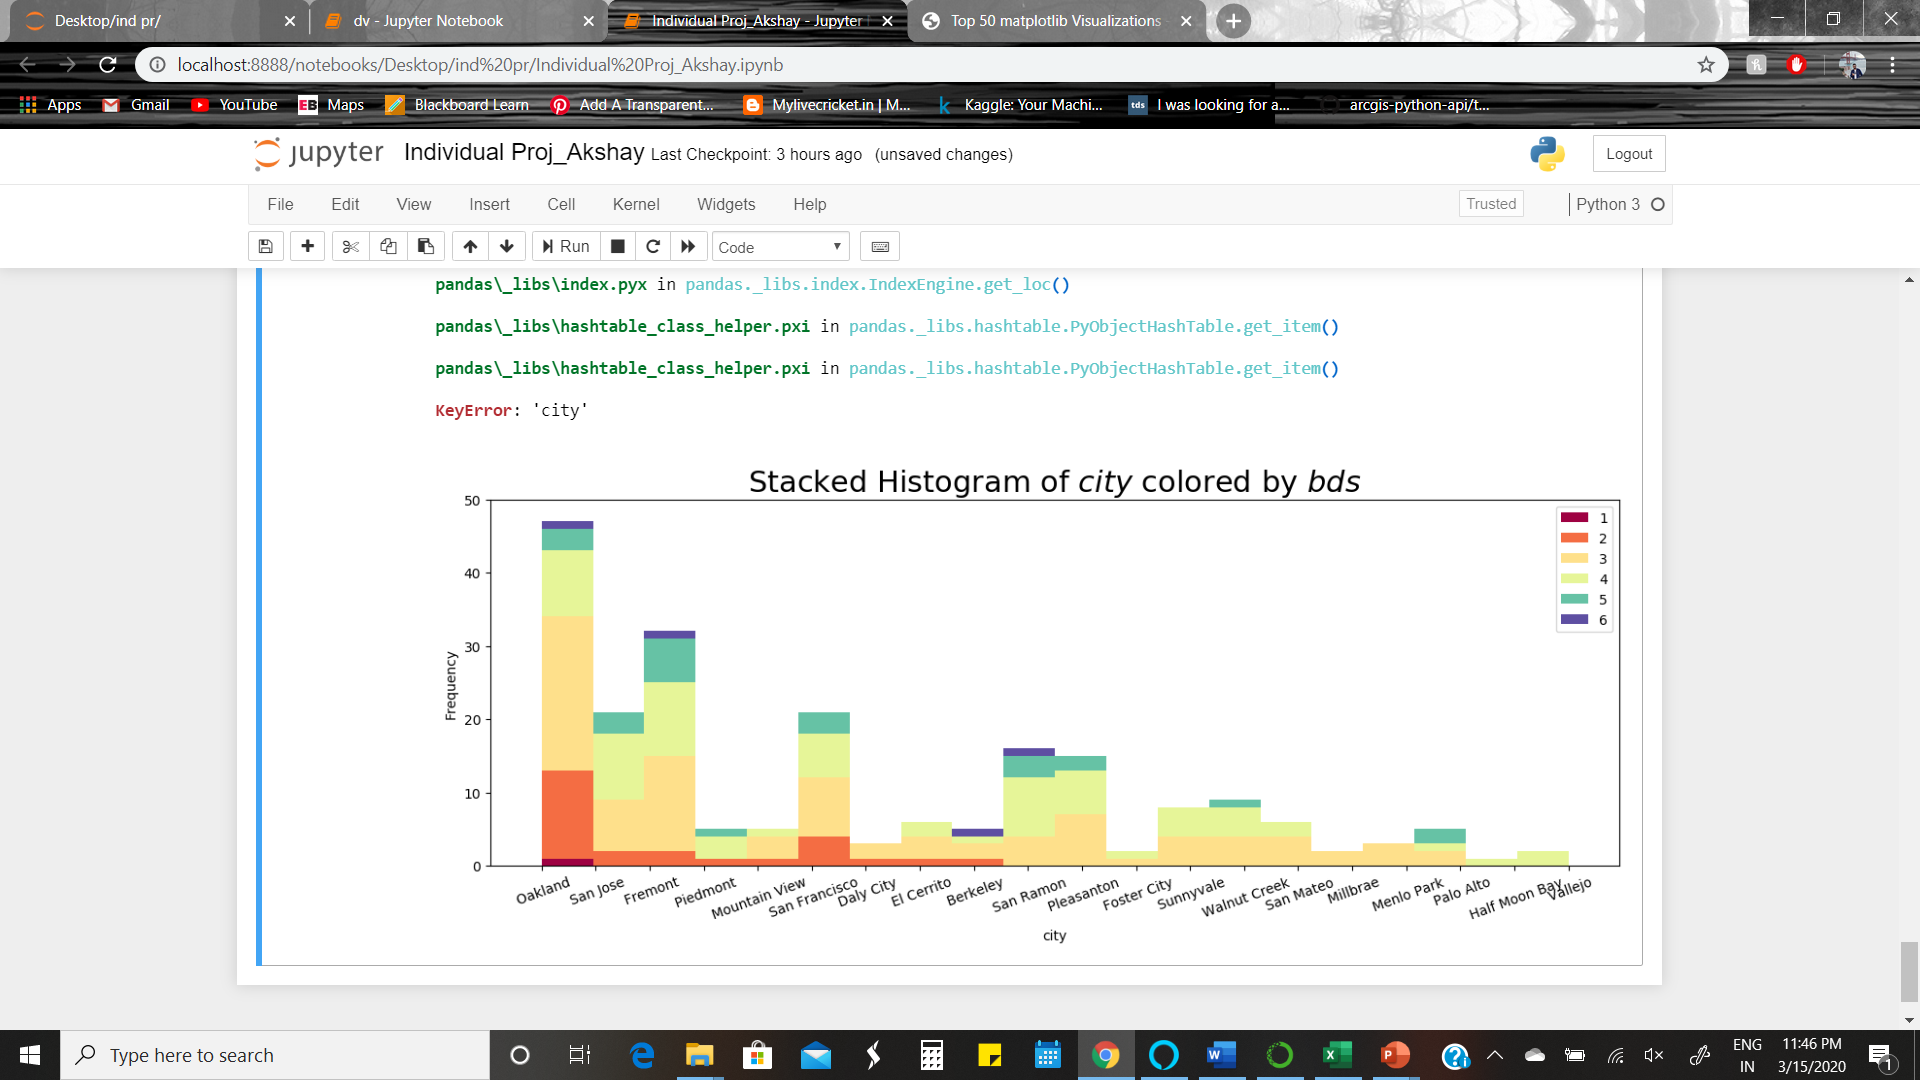 Desktop/ind pr/
dv - Jupyter Notebook
Individual Proj_Akshay - Jupyter
Top 50 matplotlib Visualizations
localhost:8888/notebooks/Desktop/ind%20pr/Individual%20Proj_Akshay.ipynb
Apps
Gmail
YouTube
EB Maps
Blackboard Learn
Add A Transparent...
Mylivecricket.in | M...
k Kaggle: Your Machi...
tds I was looking for a...
arcgis-python-api/t...
jupyter Individual Proj_Akshay Last Checkpoint: 3 hours ago (unsaved changes)
Logout
File Edit View Insert Cell Kernel Widgets Help
Trusted
Python 3
Run
Code
pandas\_libs\index.pyx in pandas._libs.index.IndexEngine.get_loc()
pandas\_libs\hashtable_class_helper.pxi in pandas._libs.hashtable.PyObjectHashTable.get_item()
pandas\_libs\hashtable_class_helper.pxi in pandas._libs.hashtable.PyObjectHashTable.get_item()
KeyError: 'city'
Stacked Histogram of city colored by bds
50
40
30
20
10
0
Frequency
1
2
3
4
5
6
Oakland
San Jose
Fremont
Piedmont
Mountain View
San Francisco
Daly City
El Cerrito
Berkeley
San Ramon
Pleasanton
Foster City
Sunnyvale
Walnut Creek
San Mateo
Millbrae
Menlo Park
Palo Alto
Half Moon Bay
Vallejo
city
Type here to search
ENG
IN
11:46 PM
3/15/2020
1